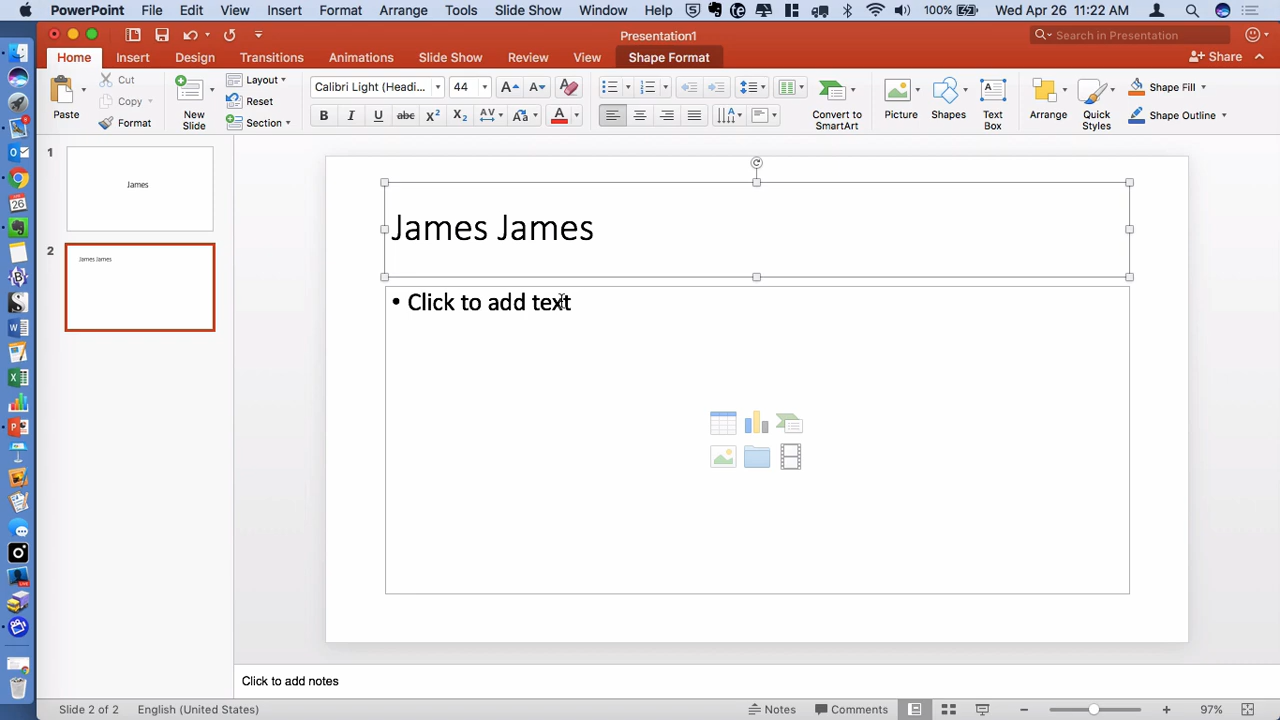 PowerPoint File Edit View Insert Format Arrange Tools Slide Show Window Help 100% Wed Apr 26 11:22 AM
Presentation1
Search in Presentation
Home Insert Design Transitions Animations Slide Show Review View Shape Format Share
Paste
Cut
Copy
Format
New Slide
Layout
Reset
Section
Calibri Light (Headi... 44
B I U abc X² X₂ AV Aa A
Convert to SmartArt
Picture
Shapes
Text Box
Arrange
Quick Styles
Shape Fill
Shape Outline
1
James
2
James James
James James
• Click to add text
Click to add notes
Slide 2 of 2 English (United States) Notes Comments 97%